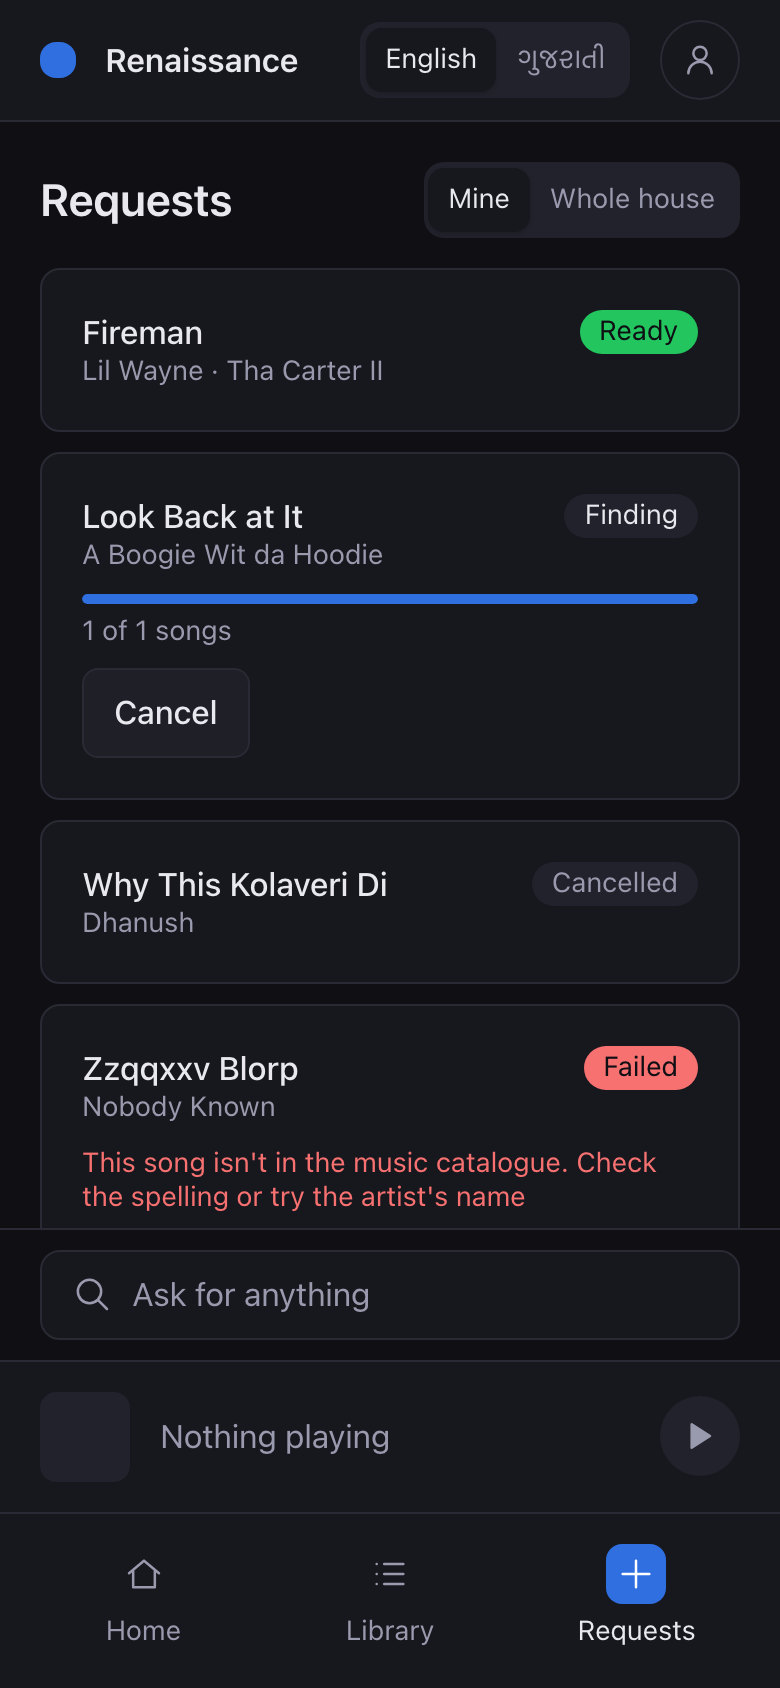 Renaissance
English
ગુજરાતી
Requests
Mine
Whole house
Fireman
Ready
Lil Wayne · Tha Carter II
Look Back at It
Finding
A Boogie Wit da Hoodie
1 of 1 songs
Cancel
Why This Kolaveri Di
Cancelled
Dhanush
Zzqqxxv Blorp
Failed
Nobody Known
This song isn't in the music catalogue. Check
the spelling or try the artist's name
Ask for anything
Nothing playing
Home
Library
Requests